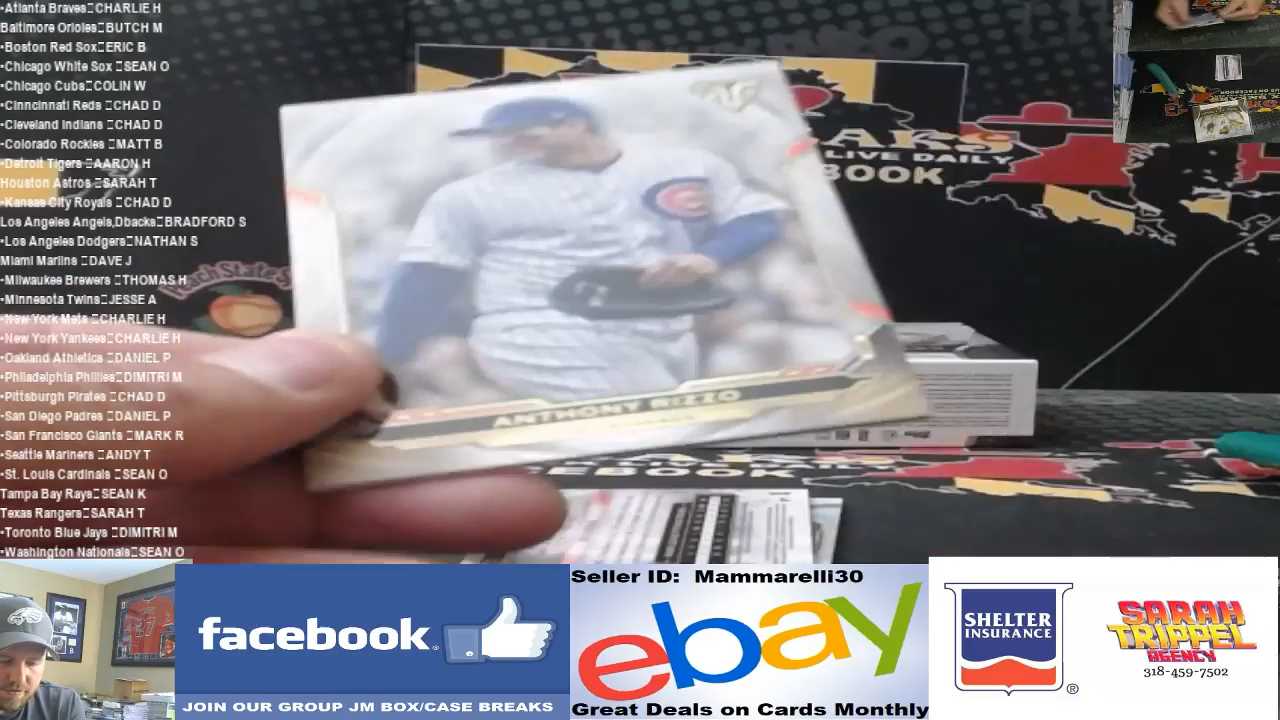 •Atlanta Braves CHARLIE H
Baltimore Orioles BUTCH M
•Boston Red Sox ERIC B
•Chicago White Sox SEAN O
•Chicago Cubs COLIN W
•Cinncinnati Reds CHAD D
•Cleveland Indians CHAD D
•Colorado Rockies MATT B
•Detroit Tigers AARON H
Houston Astros SARAH T
•Kansas City Royals CHAD D
Los Angeles Angels,Dbacks BRADFORD S
•Los Angeles Dodgers NATHAN S
Miami Marlins DAVE J
•Milwaukee Brewers THOMAS H
•Minnesota Twins JESSE A
•New York Mets CHARLIE H
•New York Yankees CHARLIE H
•Oakland Athletics DANIEL P
•Philadelphia Phillies DIMITRI M
•Pittsburgh Pirates CHAD D
•San Diego Padres DANIEL P
•San Francisco Giants MARK R
•Seattle Mariners ANDY T
•St. Louis Cardinals SEAN O
Tampa Bay Rays SEAN K
Texas Rangers SARAH T
•Toronto Blue Jays DIMITRI M
•Washington Nationals SEAN O
ANTHONY RIZZO
LIVE DAILY
BOOK
facebook
JOIN OUR GROUP JM BOX/CASE BREAKS
Seller ID: Mammarelli30
ebay
Great Deals on Cards Monthly
SHELTER
INSURANCE
®
SARAH
TRIPPEL
AGENCY
318-459-7502